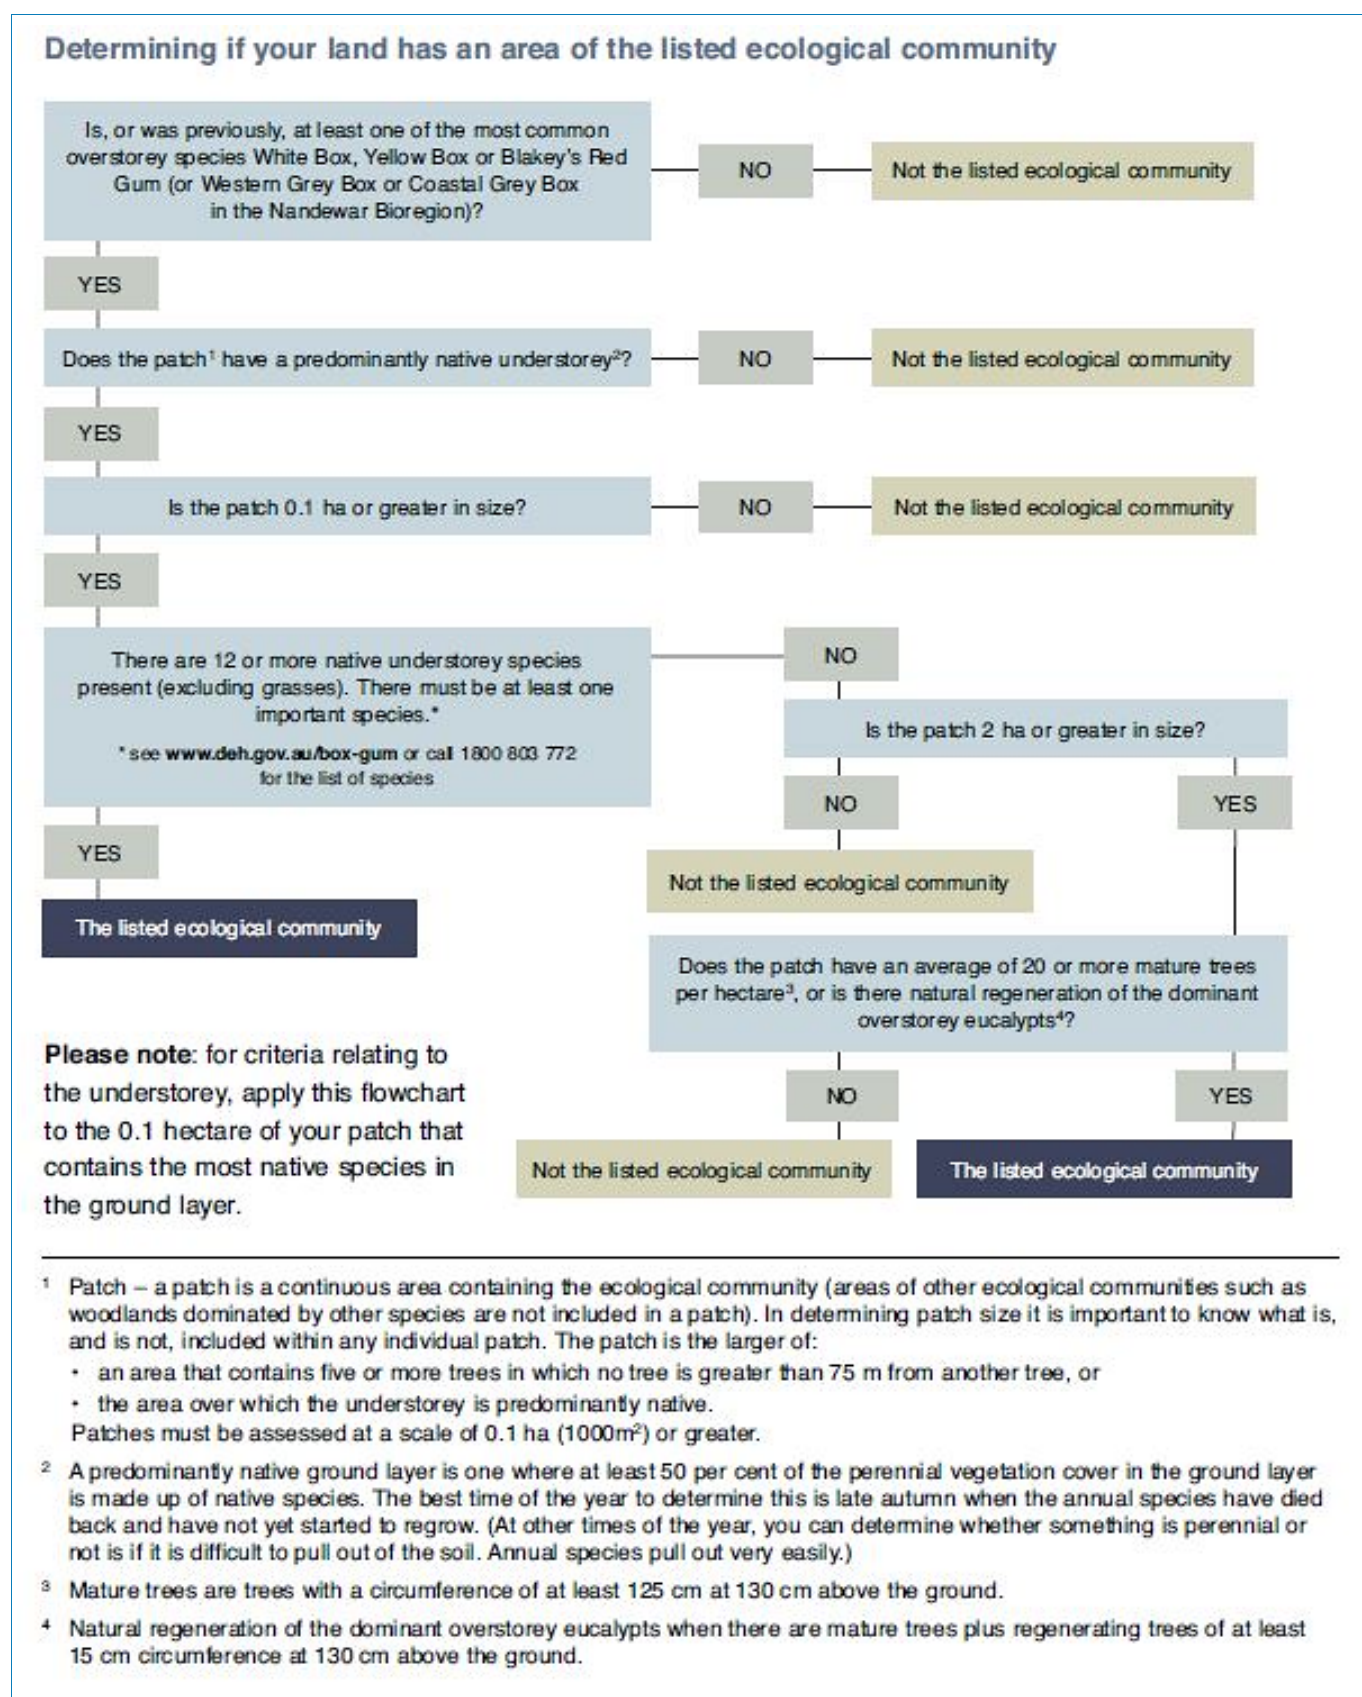 Determining if your land has an area of the listed ecological community
Is, or was previously, at least one of the most common
overstorey species White Box, Yellow Box or Blakey's Red
Gum (or Western Grey Box or Coastal Grey Box
in the Nandewar Bioregion)?
NO
Not the listed ecological community
YES
Does the patch¹ have a predominantly native understorey²?
NO
Not the listed ecological community
YES
Is the patch 0.1 ha or greater in size?
NO
Not the listed ecological community
YES
There are 12 or more native understorey species
present (excluding grasses). There must be at least one
important species.*
* see www.deh.gov.au/box-gum or call 1800 803 772
for the list of species
NO
Is the patch 2 ha or greater in size?
NO
YES
YES
Not the listed ecological community
The listed ecological community
Does the patch have an average of 20 or more mature trees
per hectare³, or is there natural regeneration of the dominant
overstorey eucalypts⁴?
NO
YES
Not the listed ecological community
The listed ecological community
Please note: for criteria relating to
the understorey, apply this flowchart
to the 0.1 hectare of your patch that
contains the most native species in
the ground layer.
¹ Patch – a patch is a continuous area containing the ecological community (areas of other ecological communities such as
woodlands dominated by other species are not included in a patch). In determining patch size it is important to know what is,
and is not, included within any individual patch. The patch is the larger of:
• an area that contains five or more trees in which no tree is greater than 75 m from another tree, or
• the area over which the understorey is predominantly native.
Patches must be assessed at a scale of 0.1 ha (1000m²) or greater.
² A predominantly native ground layer is one where at least 50 per cent of the perennial vegetation cover in the ground layer
is made up of native species. The best time of the year to determine this is late autumn when the annual species have died
back and have not yet started to regrow. (At other times of the year, you can determine whether something is perennial or
not is if it is difficult to pull out of the soil. Annual species pull out very easily.)
³ Mature trees are trees with a circumference of at least 125 cm at 130 cm above the ground.
⁴ Natural regeneration of the dominant overstorey eucalypts when there are mature trees plus regenerating trees of at least
15 cm circumference at 130 cm above the ground.